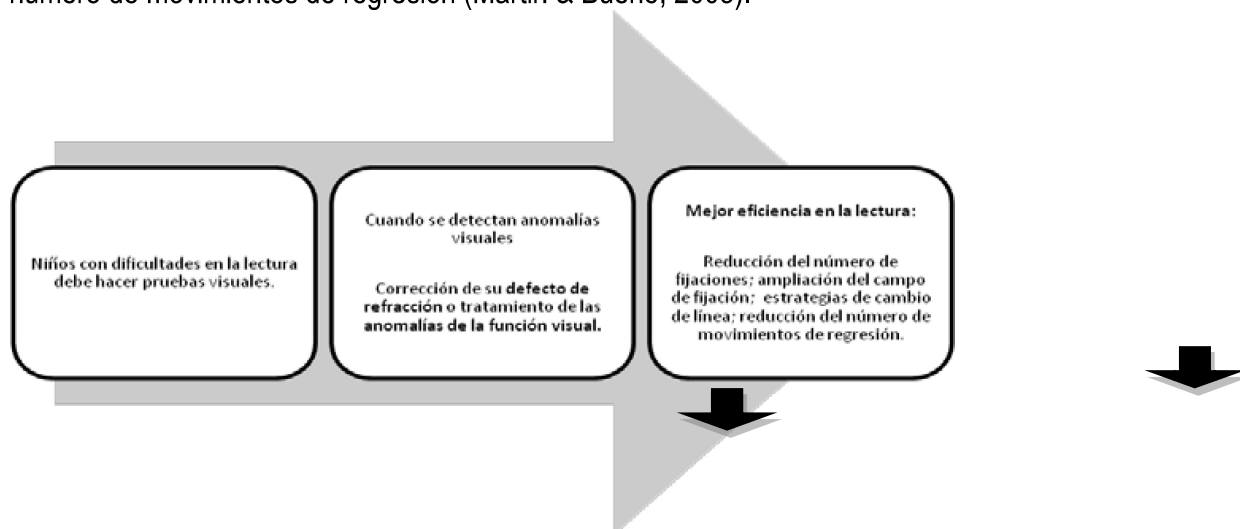 número de movimientos de regresión (Martín & Bueno, 2003).
Niños con dificultades en la lectura
debe hacer pruebas visuales.
Cuando se detectan anomalías
visuales
Corrección de su defecto de
refracción o tratamiento de las
anomalías de la función visual.
Mejor eficiencia en la lectura:
Reducción del número de
fijaciones; ampliación del campo
de fijación; estrategias de cambio
de línea; reducción del número de
movimientos de regresión.